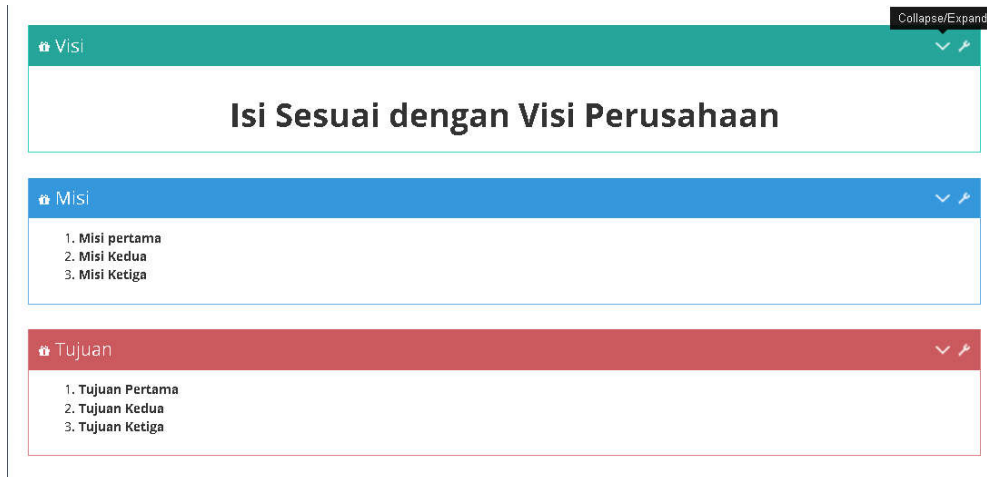 Collapse/Expand
Visi
Isi Sesuai dengan Visi Perusahaan
Misi
1. Misi pertama
2. Misi Kedua
3. Misi Ketiga
Tujuan
1. Tujuan Pertama
2. Tujuan Kedua
3. Tujuan Ketiga